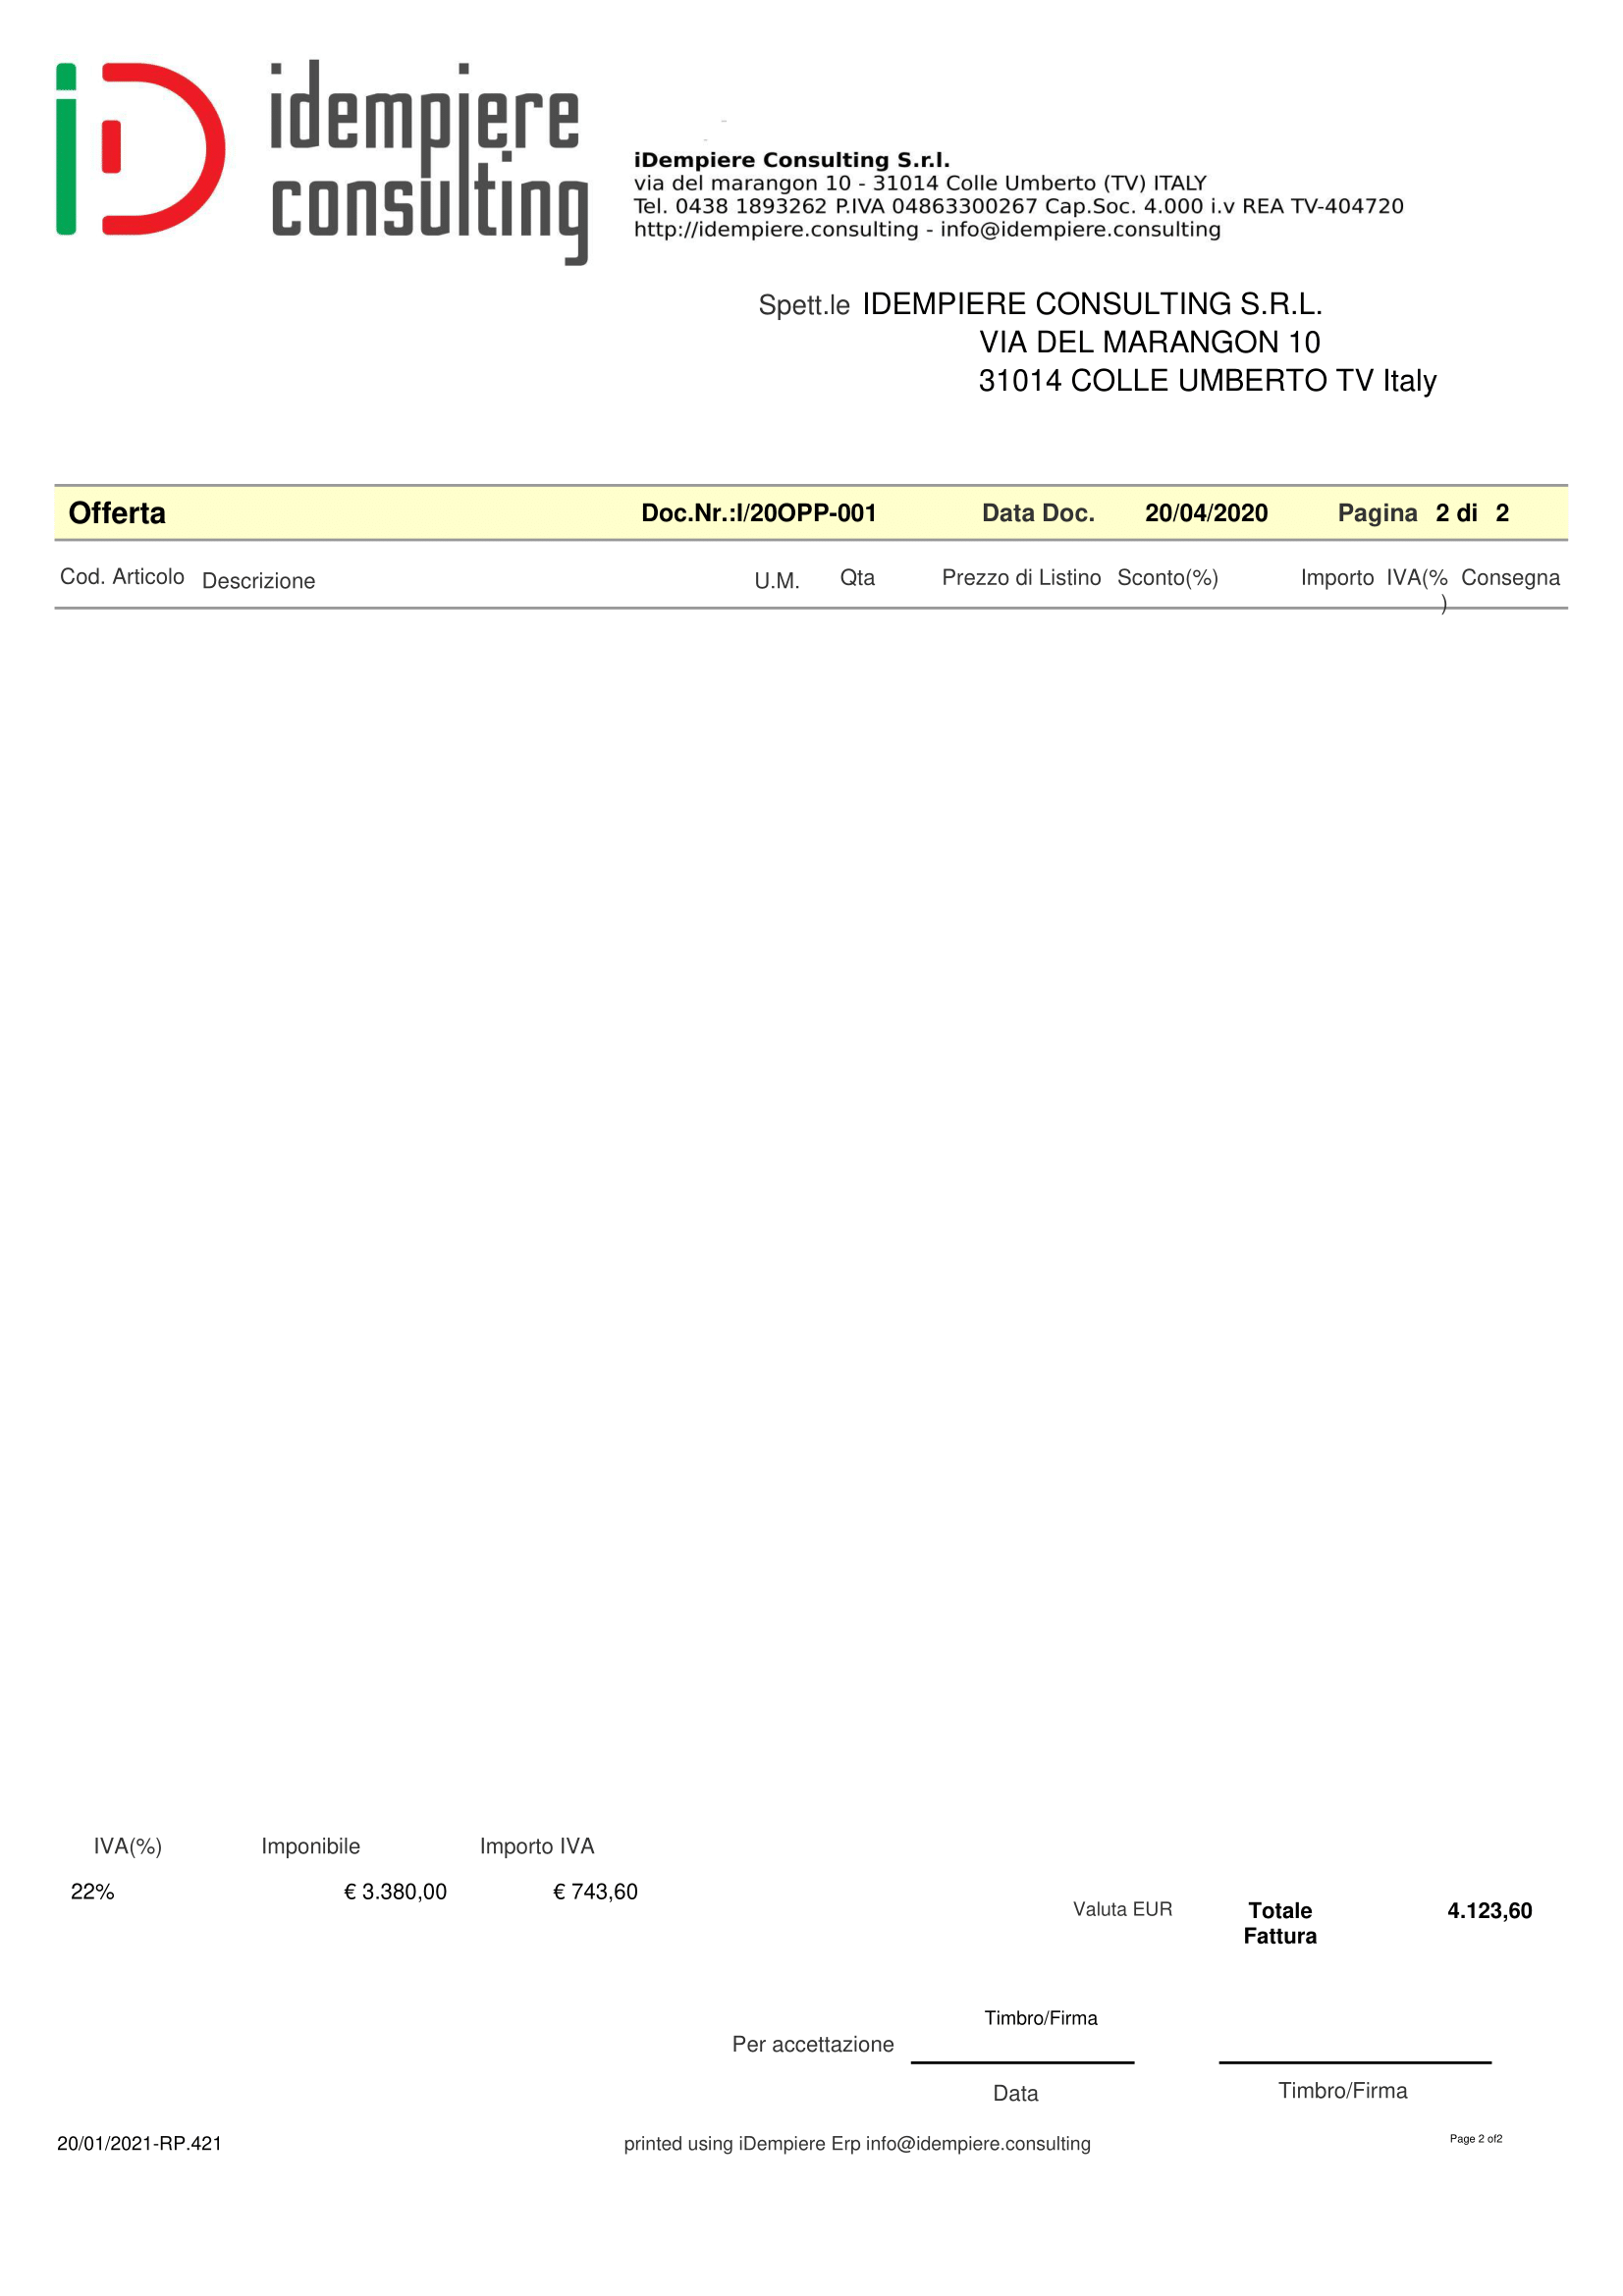 idempiere
consulting
iDempiere Consulting S.r.l.
via del marangon 10 - 31014 Colle Umberto (TV) ITALY
Tel. 0438 1893262 P.IVA 04863300267 Cap.Soc. 4.000 i.v REA TV-404720
http://idempiere.consulting - info@idempiere.consulting
Spett.le IDEMPIERE CONSULTING S.R.L.
VIA DEL MARANGON 10
31014 COLLE UMBERTO TV Italy
Offerta Doc.Nr.:I/20OPP-001 Data Doc. 20/04/2020 Pagina 2 di 2
Cod. Articolo Descrizione U.M. Qta Prezzo di Listino Sconto(%) Importo IVA(% Consegna
)
IVA(%) Imponibile Importo IVA
22% € 3.380,00 € 743,60
Valuta EUR Totale 4.123,60
Fattura
Timbro/Firma
Per accettazione
Data Timbro/Firma
20/01/2021-RP.421 printed using iDempiere Erp info@idempiere.consulting Page 2 of2